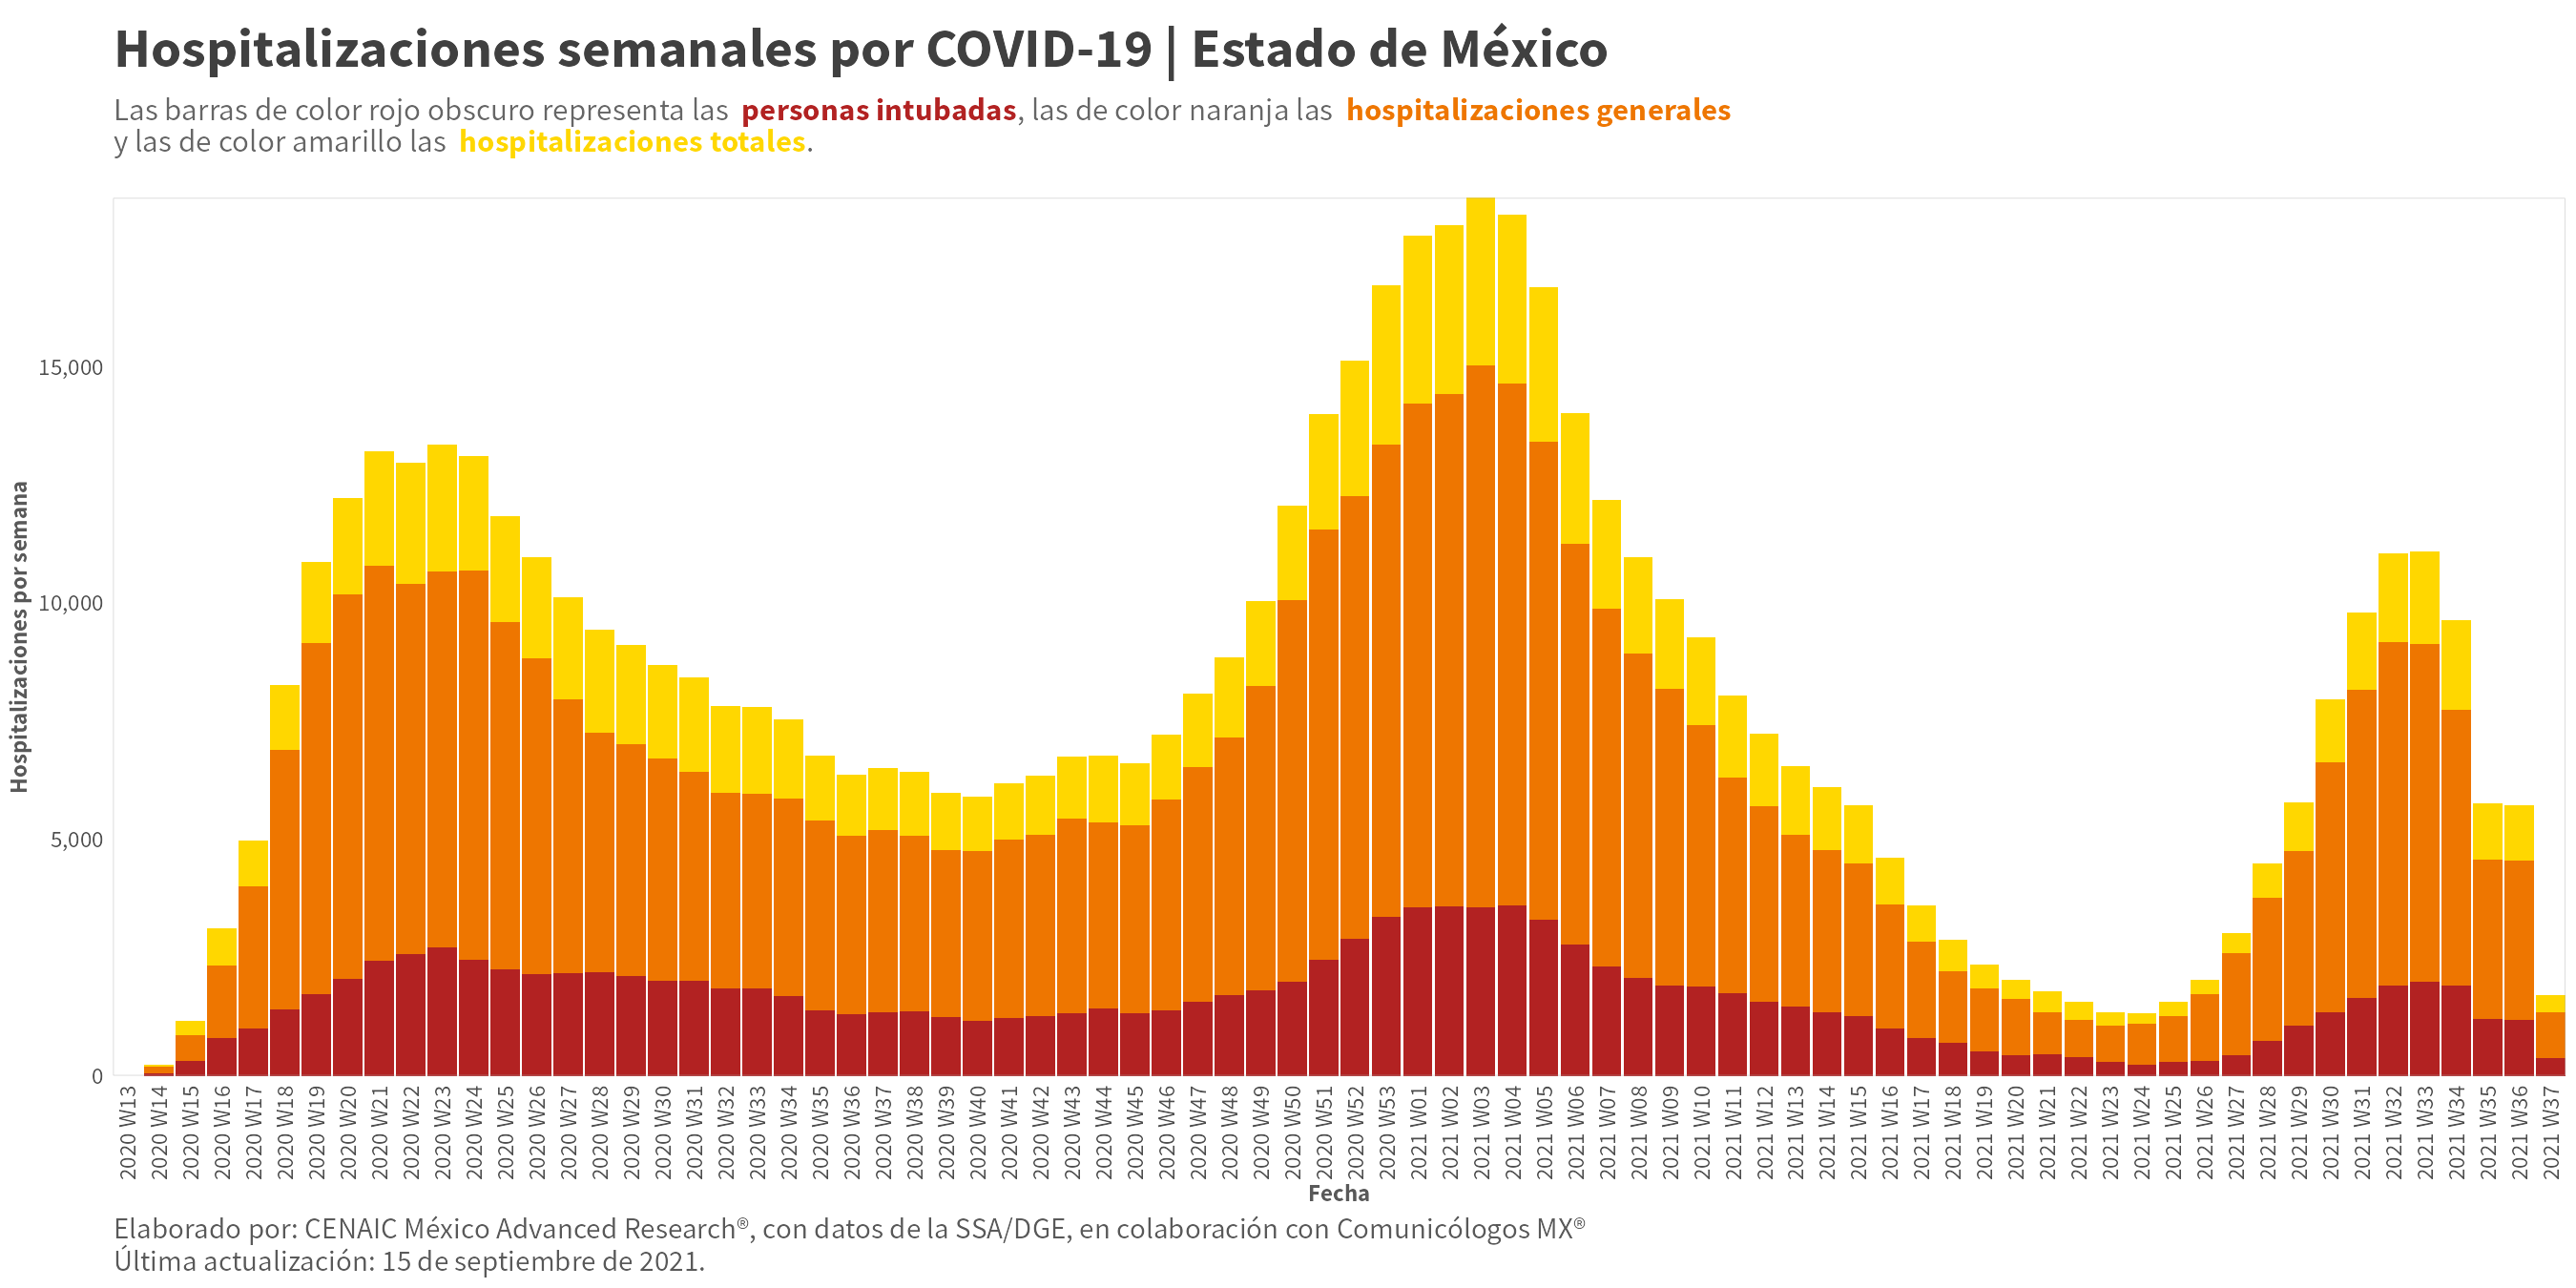 Hospitalizaciones semanales por COVID-19 | Estado de México
Las barras de color rojo obscuro representa las personas intubadas, las de color naranja las hospitalizaciones generales
y las de color amarillo las hospitalizaciones totales.
Hospitalizaciones por semana
15,000
10,000
5,000
0
2020 W13
2020 W14
2020 W15
2020 W16
2020 W17
2020 W18
2020 W19
2020 W20
2020 W21
2020 W22
2020 W23
2020 W24
2020 W25
2020 W26
2020 W27
2020 W28
2020 W29
2020 W30
2020 W31
2020 W32
2020 W33
2020 W34
2020 W35
2020 W36
2020 W37
2020 W38
2020 W39
2020 W40
2020 W41
2020 W42
2020 W43
2020 W44
2020 W45
2020 W46
2020 W47
2020 W48
2020 W49
2020 W50
2020 W51
2020 W52
2020 W53
2021 W01
2021 W02
2021 W03
2021 W04
2021 W05
2021 W06
2021 W07
2021 W08
2021 W09
2021 W10
2021 W11
2021 W12
2021 W13
2021 W14
2021 W15
2021 W16
2021 W17
2021 W18
2021 W19
2021 W20
2021 W21
2021 W22
2021 W23
2021 W24
2021 W25
2021 W26
2021 W27
2021 W28
2021 W29
2021 W30
2021 W31
2021 W32
2021 W33
2021 W34
2021 W35
2021 W36
2021 W37
Fecha
Elaborado por: CENAIC México Advanced Research®, con datos de la SSA/DGE, en colaboración con Comunicólogos MX®
Última actualización: 15 de septiembre de 2021.